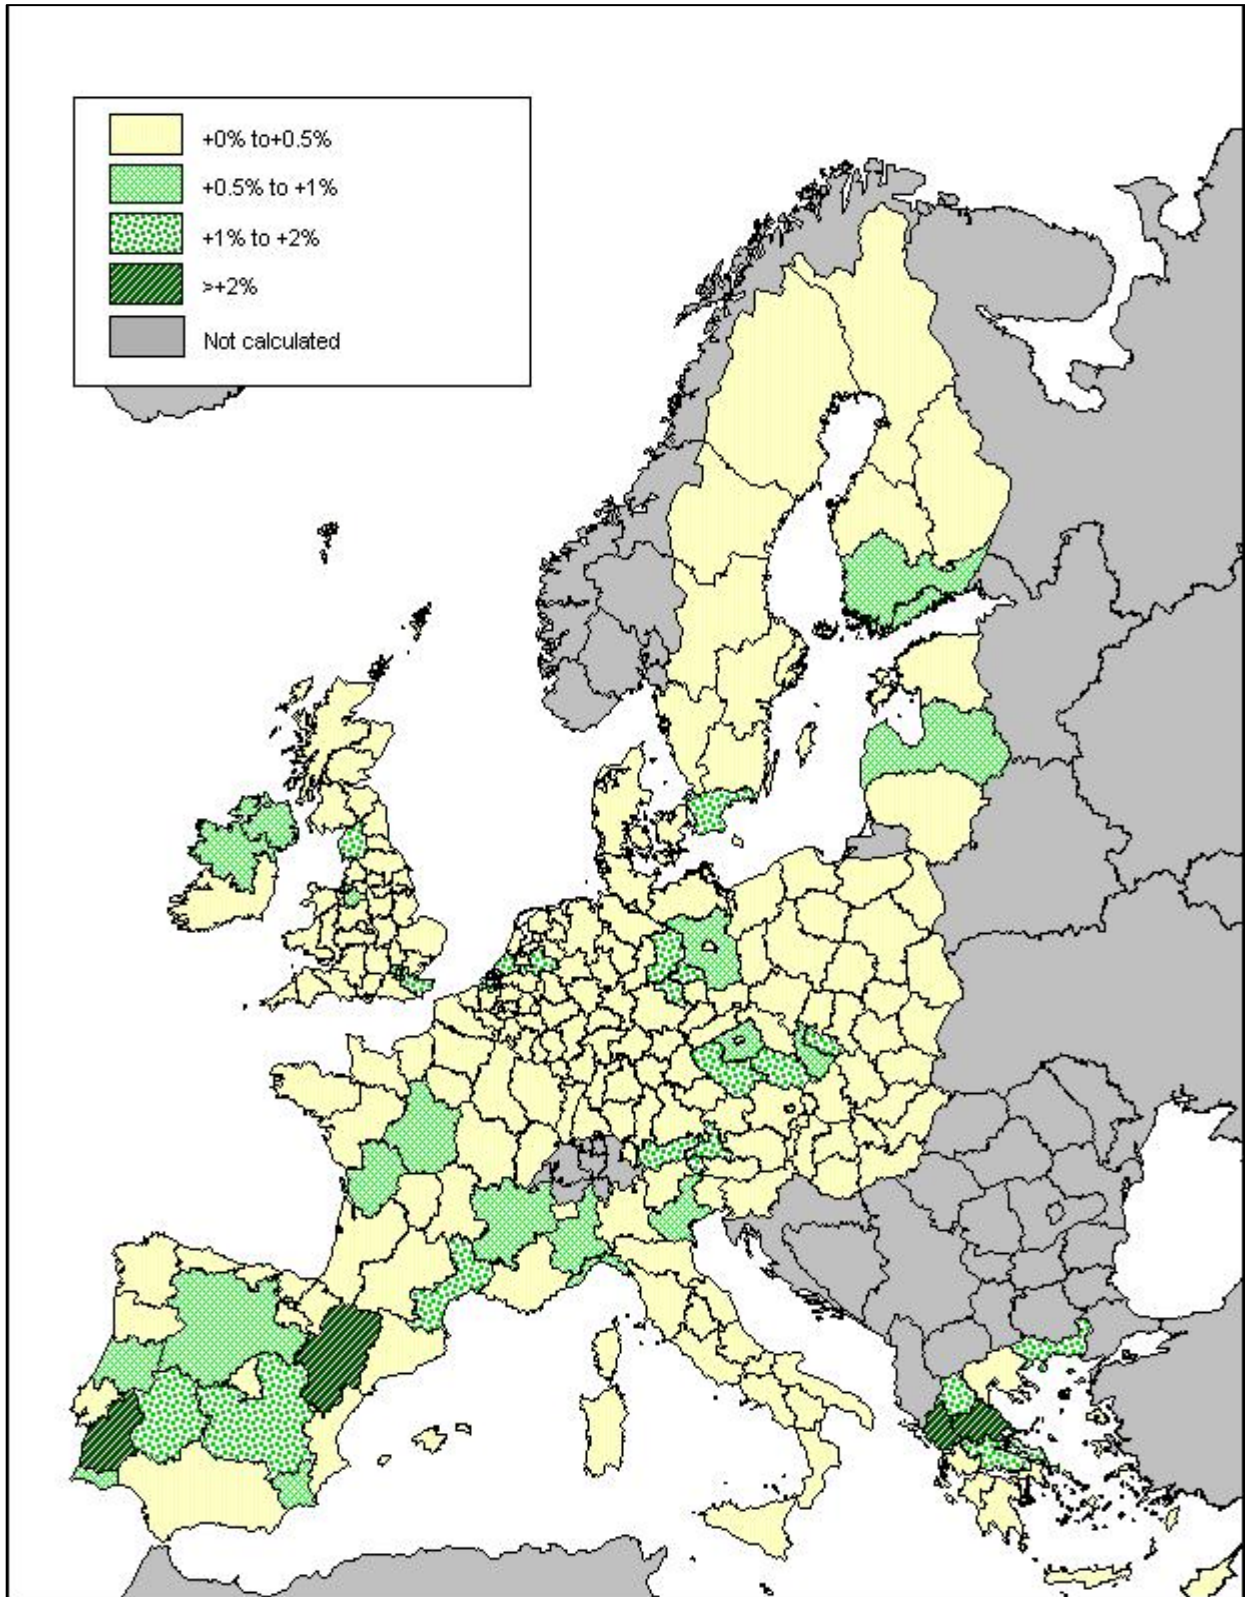 +0% to+0.5%
+0.5% to +1%
+1% to +2%
>+2%
Not calculated